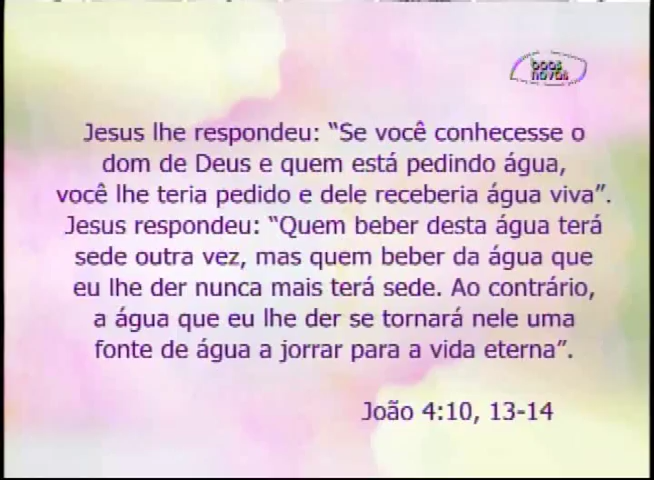 boas
novas
Jesus lhe respondeu: “Se você conhecesse o
dom de Deus e quem está pedindo água,
você lhe teria pedido e dele receberia água viva”.
Jesus respondeu: “Quem beber desta água terá
sede outra vez, mas quem beber da água que
eu lhe der nunca mais terá sede. Ao contrário,
a água que eu lhe der se tornará nele uma
fonte de água a jorrar para a vida eterna”.
João 4:10, 13-14